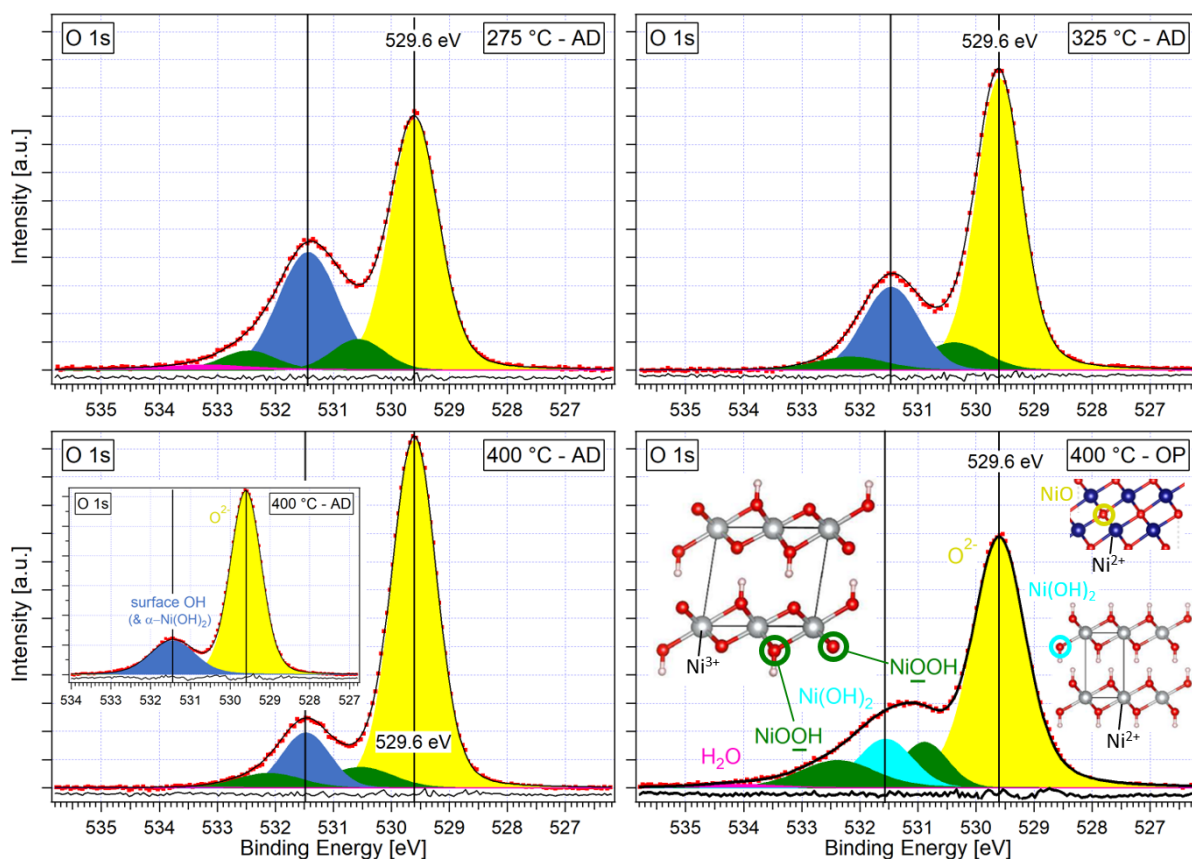 O 1s
529.6 eV
275 °C - AD
Intensity [a.u.]
535 534 533 532 531 530 529 528 527
O 1s
529.6 eV
325 °C - AD
535 534 533 532 531 530 529 528 527
O 1s
400 °C - AD
Intensity [a.u.]
O 1s
400 °C - AD
O²⁻
surface OH
(& α-Ni(OH)₂)
534 533 532 531 530 529 528 527
529.6 eV
535 534 533 532 531 530 529 528 527
Binding Energy [eV]
O 1s
529.6 eV
400 °C - OP
NiO
O²⁻
Ni²⁺
Ni(OH)₂
Ni³⁺
NiOOH
Ni(OH)₂
Ni²⁺
NiOOH
H₂O
535 534 533 532 531 530 529 528 527
Binding Energy [eV]